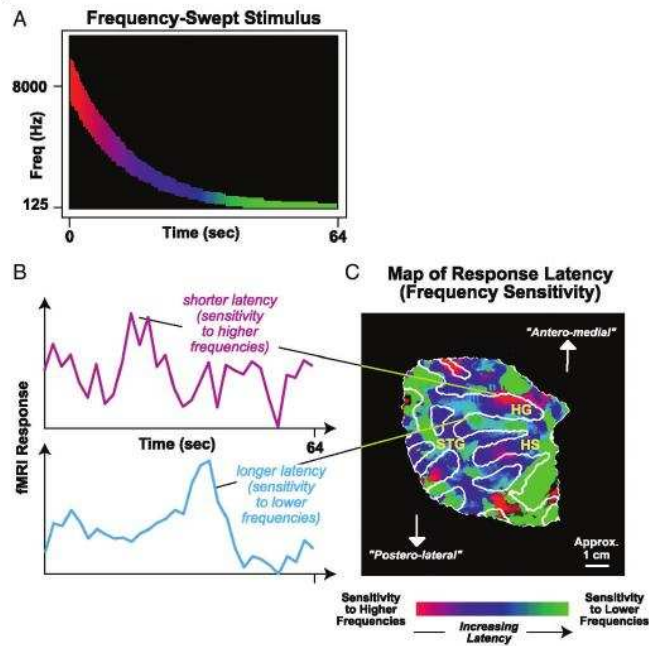 A
Frequency-Swept Stimulus
8000
Freq (Hz)
125
0
Time (sec)
64
B
shorter latency
(sensitivity
to higher
frequencies)
fMRI Response
Time (sec)
64
longer latency
(sensitivity
to lower
frequencies)
C
Map of Response Latency
(Frequency Sensitivity)
"Antero-medial"
HG
STG
HS
"Postero-lateral"
Approx.
1 cm
Sensitivity
to Higher
Frequencies
Increasing
Latency
Sensitivity
to Lower
Frequencies